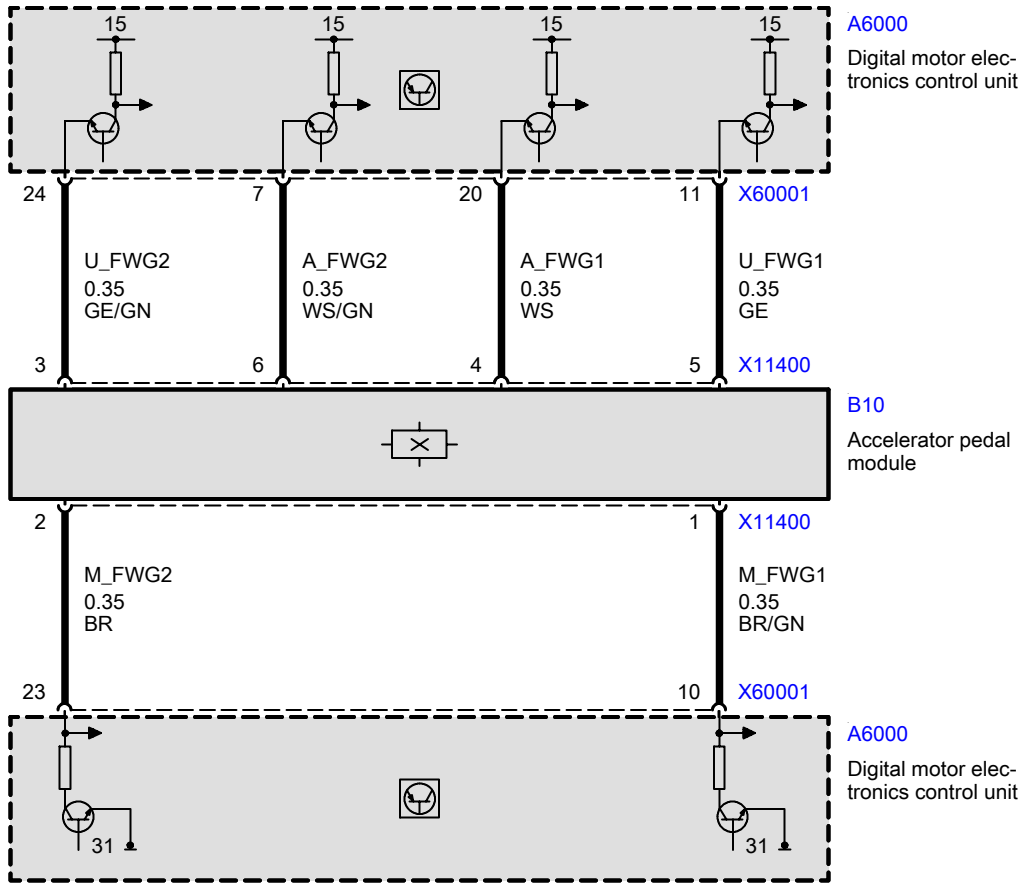 15
15
15
15
A6000
Digital motor elec-
tronics control unit
24
7
20
11
X60001
U_FWG2
0.35
GE/GN
A_FWG2
0.35
WS/GN
A_FWG1
0.35
WS
U_FWG1
0.35
GE
3
6
4
5
X11400
B10
Accelerator pedal
module
2
1
X11400
M_FWG2
0.35
BR
M_FWG1
0.35
BR/GN
23
10
X60001
A6000
Digital motor elec-
tronics control unit
31
31